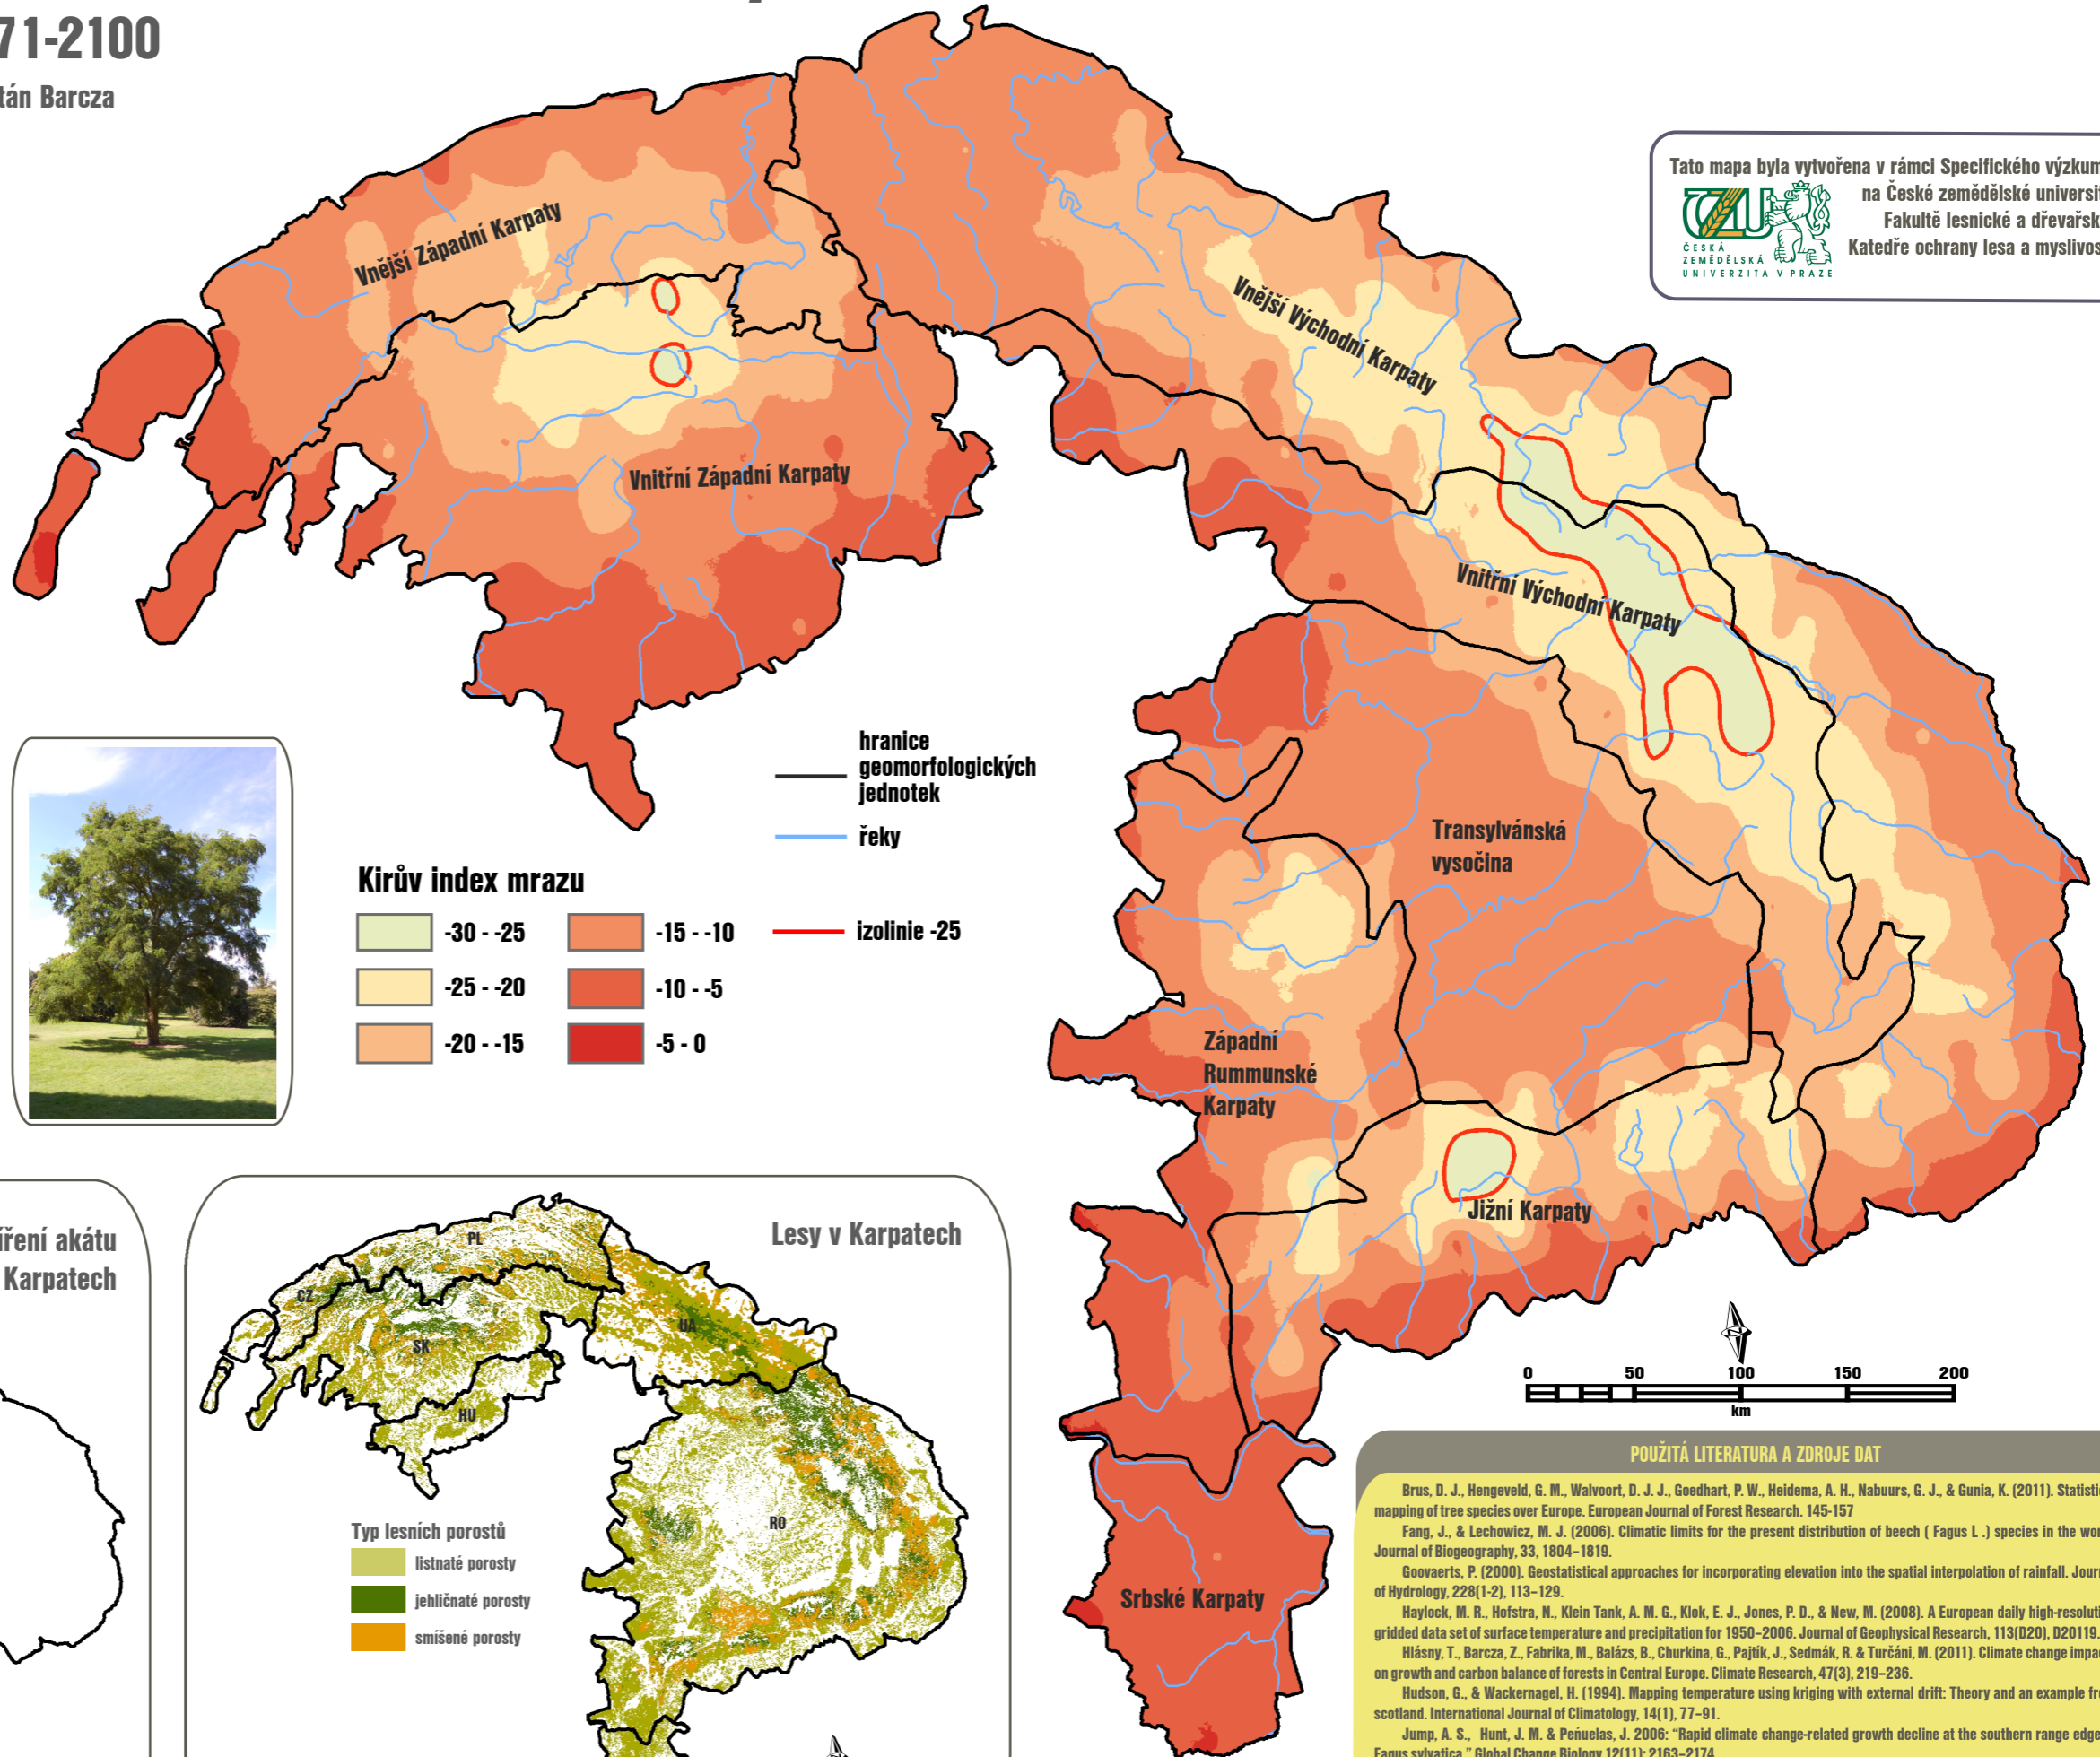 71-2100
tán Barcza
Tato mapa byla vytvořena v rámci Specifického výzkum
na České zemědělské universi
Fakultě lesnické a dřevařsk
Katedře ochrany lesa a myslivos
ČZU
ČESKÁ
ZEMĚDĚLSKÁ
UNIVERZITA V PRAZE
Vnější Západní Karpaty
Vnější Východní Karpaty
Vnitřní Západní Karpaty
Vnitřní Východní Karpaty
Transylvánská
vysočina
Západní
Rummunské
Karpaty
Jižní Karpaty
Srbské Karpaty
hranice
geomorfologických
jednotek
řeky
izolinie -25
Kirův index mrazu
-30 - -25
-25 - -20
-20 - -15
-15 - -10
-10 - -5
-5 - 0
íření akátu
Karpatech
Lesy v Karpatech
PL
CZ
SK
UA
HU
RO
Typ lesních porostů
listnaté porosty
jehličnaté porosty
smíšené porosty
0 50 100 150 200
km
POUŽITÁ LITERATURA A ZDROJE DAT
Brus, D. J., Hengeveld, G. M., Walvoort, D. J. J., Goedhart, P. W., Heidema, A. H., Nabuurs, G. J., & Gunia, K. (2011). Statisti
mapping of tree species over Europe. European Journal of Forest Research. 145-157
Fang, J., & Lechowicz, M. J. (2006). Climatic limits for the present distribution of beech ( Fagus L .) species in the wor
Journal of Biogeography, 33, 1804–1819.
Goovaerts, P. (2000). Geostatistical approaches for incorporating elevation into the spatial interpolation of rainfall. Jour
of Hydrology, 228(1-2), 113–129.
Haylock, M. R., Hofstra, N., Klein Tank, A. M. G., Klok, E. J., Jones, P. D., & New, M. (2008). A European daily high-resoluti
gridded data set of surface temperature and precipitation for 1950–2006. Journal of Geophysical Research, 113(D20), D20119.
Hlásny, T., Barcza, Z., Fabrika, M., Balázs, B., Churkina, G., Pajtík, J., Sedmák, R. & Turčáni, M. (2011). Climate change impa
on growth and carbon balance of forests in Central Europe. Climate Research, 47(3), 219–236.
Hudson, G., & Wackernagel, H. (1994). Mapping temperature using kriging with external drift: Theory and an example fr
scotland. International Journal of Climatology, 14(1), 77–91.
Jump, A. S., Hunt, J. M. & Peńuelas, J. 2006: “Rapid climate change-related growth decline at the southern range edge
Fagus sylvatica.” Global Change Biology 12(11): 2163–2174